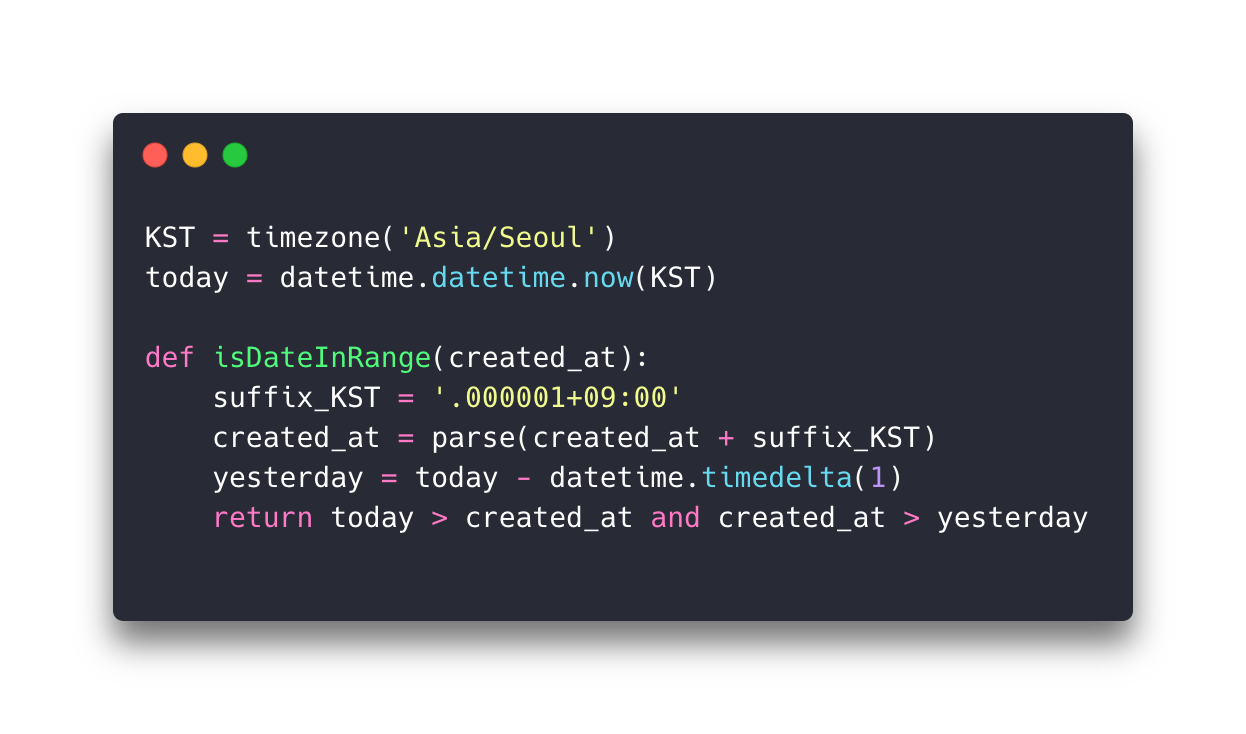 KST = timezone('Asia/Seoul')
today = datetime.datetime.now(KST)

def isDateInRange(created_at):
    suffix_KST = '.000001+09:00'
    created_at = parse(created_at + suffix_KST)
    yesterday = today - datetime.timedelta(1)
    return today > created_at and created_at > yesterday